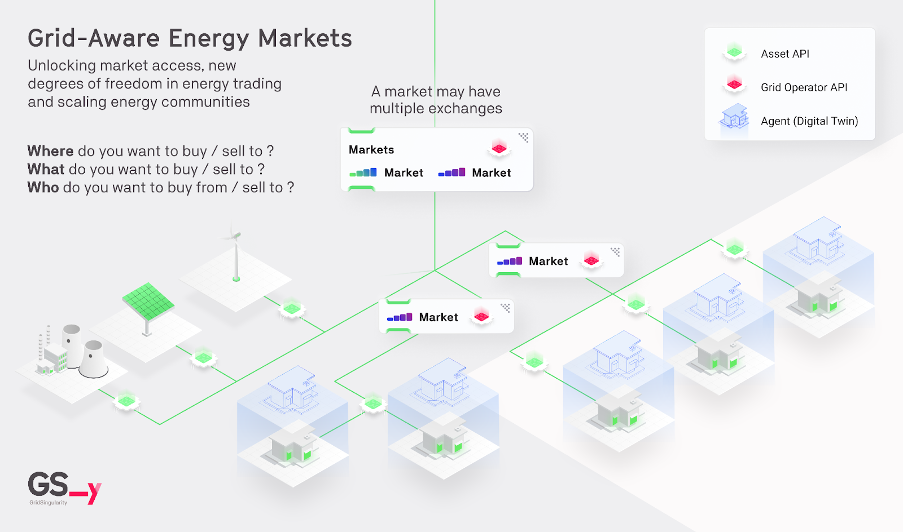 Grid-Aware Energy Markets
Unlocking market access, new
degrees of freedom in energy trading
and scaling energy communities
Where do you want to buy / sell to ?
What do you want to buy / sell to ?
Who do you want to buy from / sell to ?
A market may have
multiple exchanges
Markets
Market Market
Market
Market
Asset API
Grid Operator API
Agent (Digital Twin)
GS_y
GridSingularity